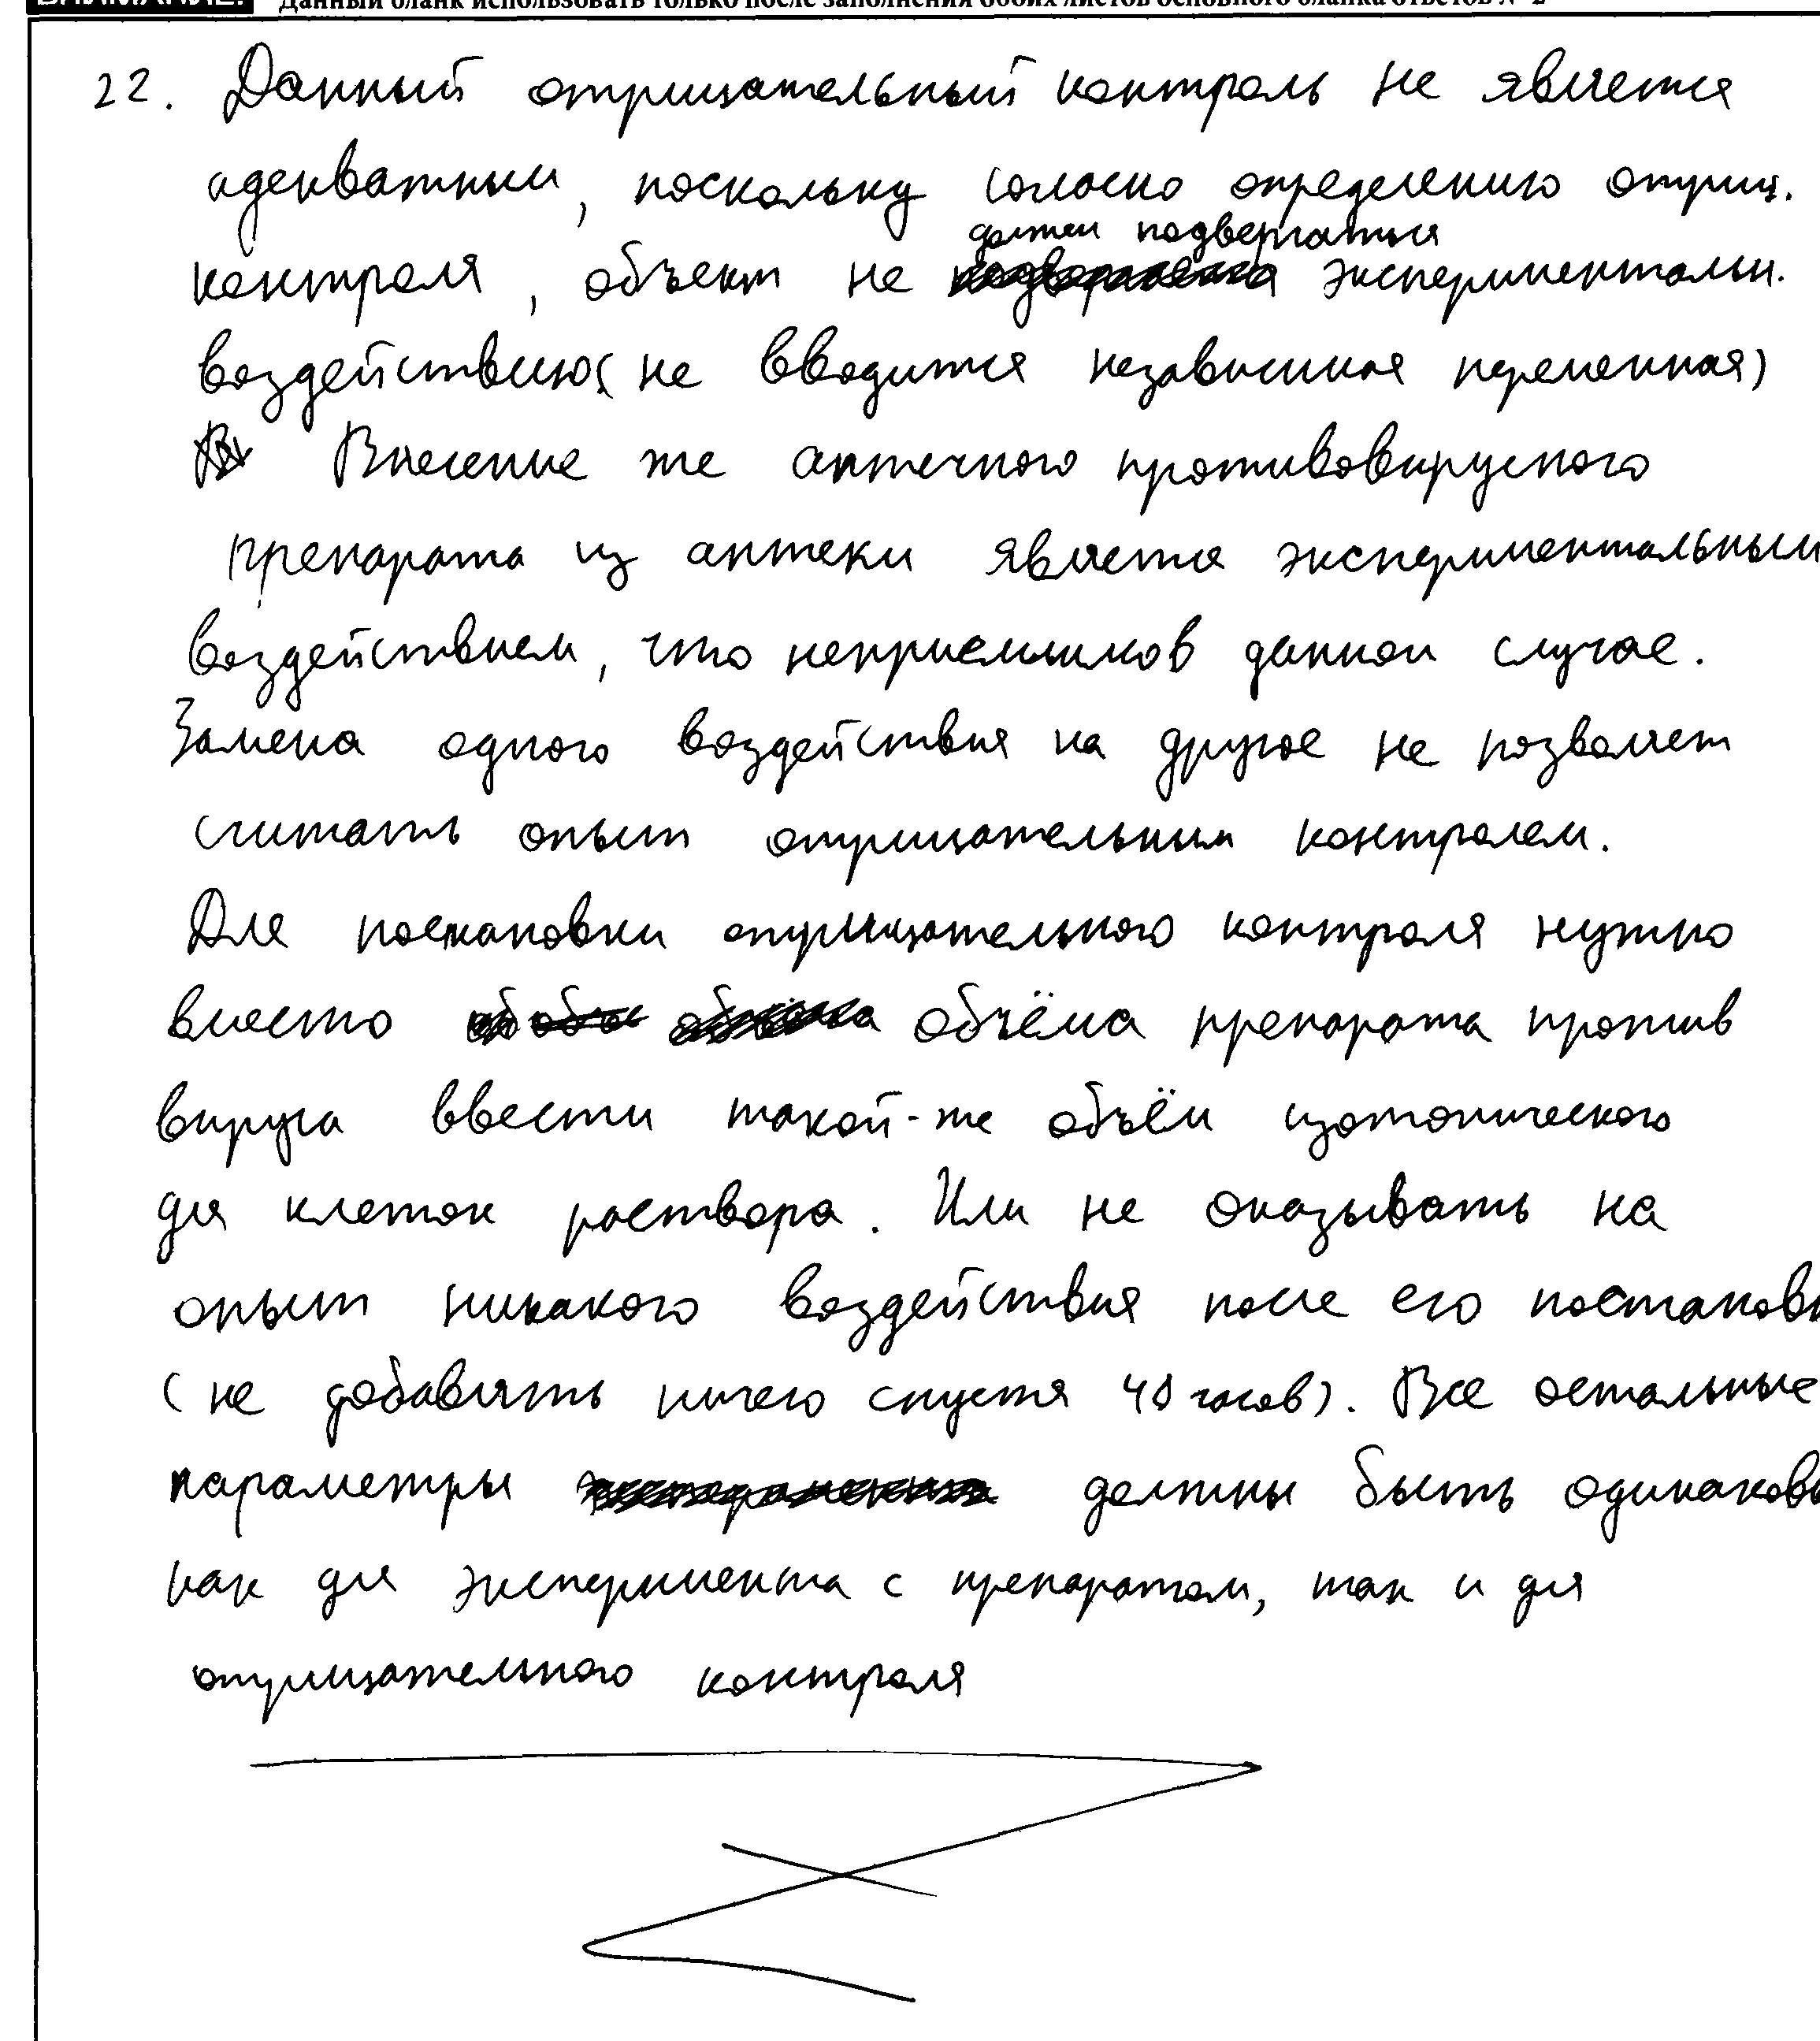 ВНИМАНИЕ! Данный бланк использовать только после заполнения обоих листов основного бланка ответов № 2
22. Данный отрицательный контроль не является
адекватным, поскольку соглосно определению отриц.
должен подвергаться
контроля, объект не экспериментальн.
воздействию (не вводится независимая переменная)
Внесение же аптечного противовирусного
препарата из аптеки является экспериментальным
воздействием, что неприемлимов данном случае.
Замена одного воздействия на другое не позволяет
считать опыт отрицательным контролем.
Для постановки отрицательного контроля нужно
вместо объёма препарата против
вируса ввести такой-же объём изотонического
для клеток раствора. Или не оказывать на
опыт никакого воздействия после его постановк
(не добавлять ничего спустя 48 часов). Все остальные
параметры должны быть одинаковы
как для эксперимента с препаратом, так и для
отрицательного контроля